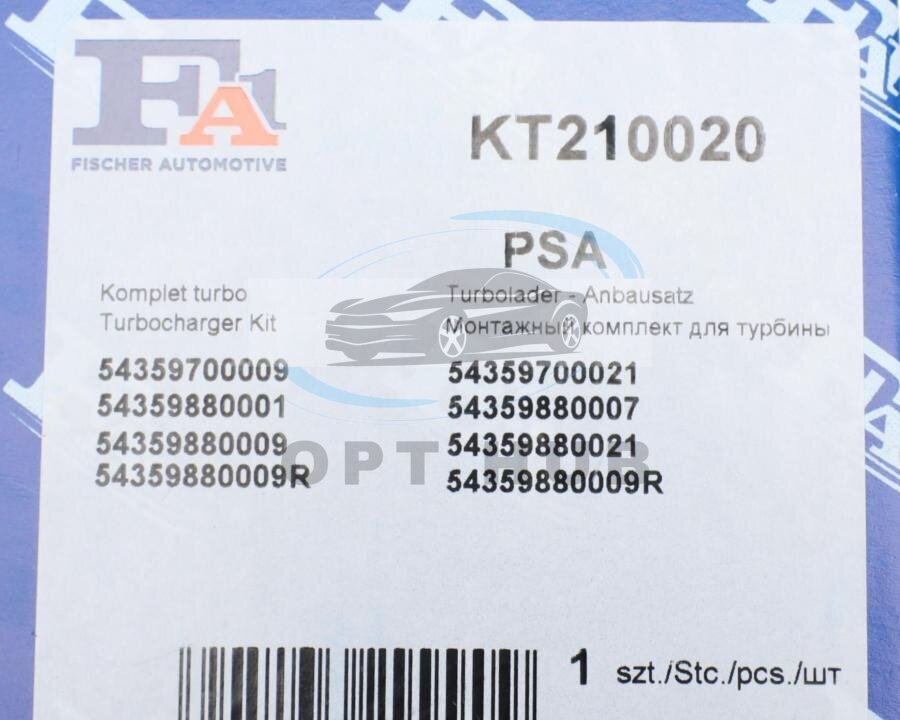 FA1
FISCHER AUTOMOTIVE
KT210020
PSA
Komplet turbo
Turbocharger Kit
Turbolader - Anbausatz
Монтажный комплект для турбины
54359700009 54359700021
54359880001 54359880007
54359880009 54359880021
54359880009R 54359880009R
OPT HUB
1 szt./Stc./pcs./шт